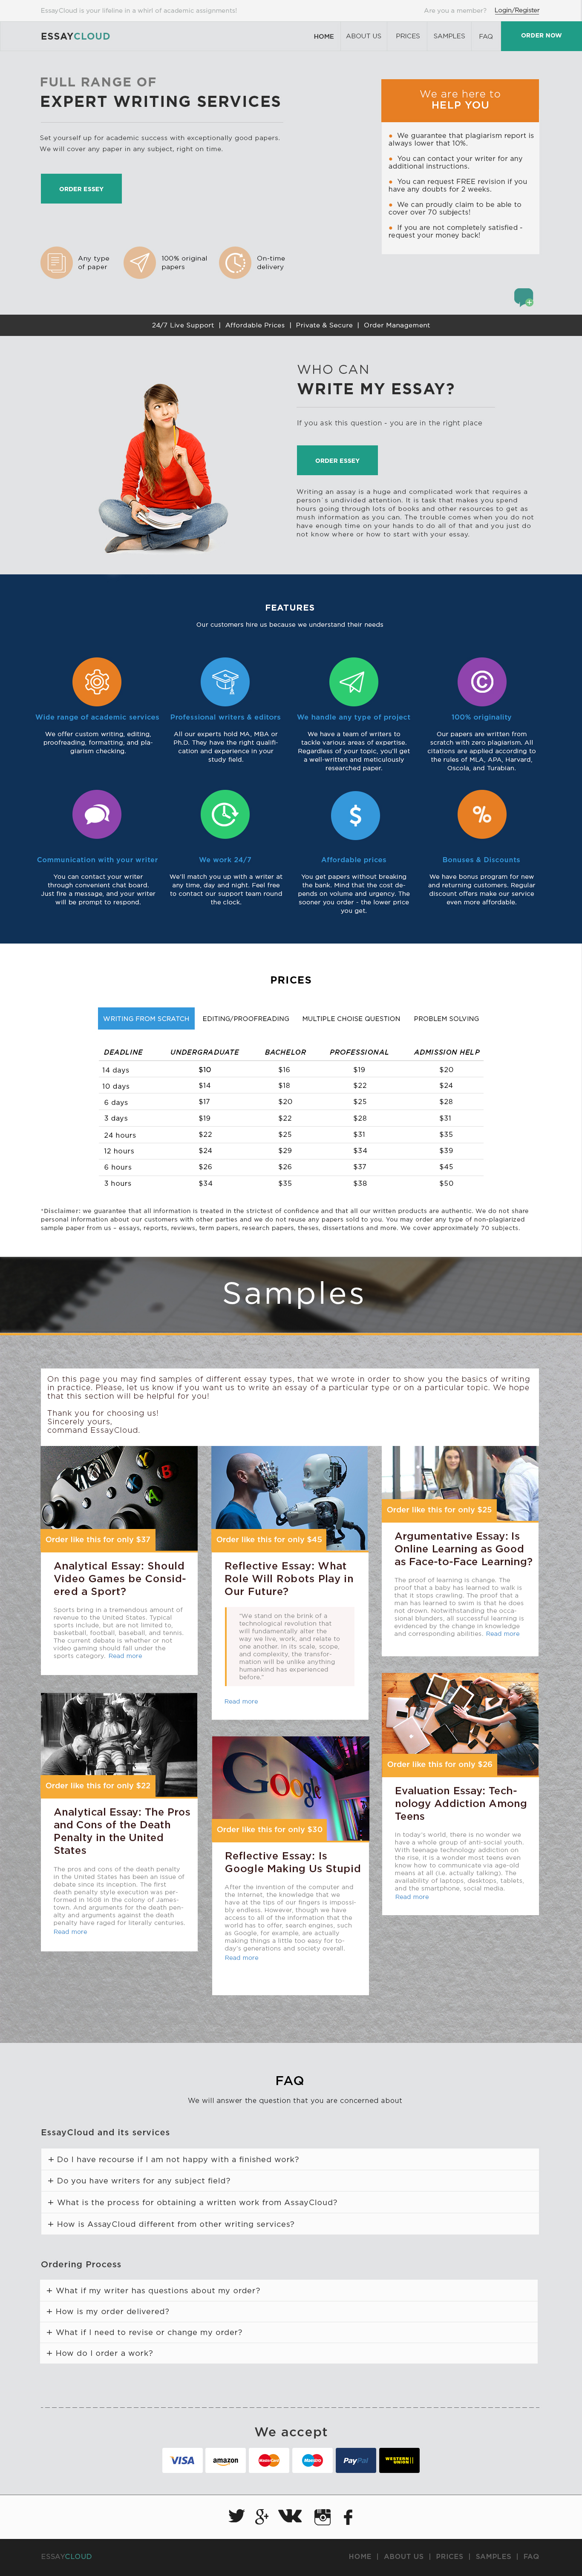 EssayCloud is your lifeline in a whirl of academic assignments!
Are you a member? Login/Register
ESSAYCLOUD
HOME ABOUT US PRICES SAMPLES FAQ ORDER NOW
FULL RANGE OF
EXPERT WRITING SERVICES
Set yourself up for academic success with exceptionally good papers.
We will cover any paper in any subject, right on time.
ORDER ESSEY
Any type
of paper
100% original
papers
On-time
delivery
We are here to
HELP YOU
We guarantee that plagiarism report is
always lower that 10%.
You can contact your writer for any
additional instructions.
You can request FREE revision if you
have any doubts for 2 weeks.
We can proudly claim to be able to
cover over 70 subjects!
If you are not completely satisfied -
request your money back!
24/7 Live Support | Affordable Prices | Private & Secure | Order Management
WHO CAN
WRITE MY ESSAY?
If you ask this question - you are in the right place
ORDER ESSEY
Writing an essay is a huge and complicated work that requires a
person`s undivided attention. It is task that makes you spend
hours going through lots of books and other resources to get as
much information as you can. The trouble comes when you do not
have enough time on your hands to do all of that and you just do
not know where or how to start with your essay.
FEATURES
Our customers hire us because we understand their needs
Wide range of academic services
We offer custom writing, editing,
proofreading, formatting, and pla-
giarism checking.
Professional writers & editors
All our experts hold MA, MBA or
Ph.D. They have the right qualifi-
cation and experience in your
study field.
We handle any type of project
We have a team of writers to
tackle various areas of expertise.
Regardless of your topic, you'll get
a well-written and meticulously
researched paper.
100% originality
Our papers are written from
scratch with zero plagiarism. All
citations are applied according to
the rules of MLA, APA, Harvard,
Oscola, and Turabian.
Communication with your writer
You can contact your writer
through convenient chat board.
Just fire a message, and your writer
will be prompt to respond.
We work 24/7
We'll match you up with a writer at
any time, day and night. Feel free
to contact our support team round
the clock.
Affordable prices
You get papers without breaking
the bank. Mind that the cost de-
pends on volume and urgency. The
sooner you order - the lower price
you get.
Bonuses & Discounts
We have bonus program for new
and returning customers. Regular
discount offers make our service
even more affordable.
PRICES
WRITING FROM SCRATCH EDITING/PROOFREADING MULTIPLE CHOISE QUESTION PROBLEM SOLVING
DEADLINE UNDERGRADUATE BACHELOR PROFESSIONAL ADMISSION HELP
14 days $10 $16 $19 $20
10 days $14 $18 $22 $24
6 days $17 $20 $25 $28
3 days $19 $22 $28 $31
24 hours $22 $25 $31 $35
12 hours $24 $29 $34 $39
6 hours $26 $26 $37 $45
3 hours $34 $35 $38 $50
*Disclaimer: we guarantee that all information is treated in the strictest of confidence and that all our written products are authentic. We do not share
personal information about our customers with other parties and we do not reuse any papers sold to you. You may order any type of non-plagiarized
sample paper from us – essays, reports, reviews, term papers, research papers, theses, dissertations and more. We cover approximately 70 subjects.
Samples
On this page you may find samples of different essay types, that we wrote in order to show you the basics of writing
in practice. Please, let us know if you want us to write an essay of a particular type or on a particular topic. We hope
that this section will be helpful for you!
Thank you for choosing us!
Sincerely yours,
command EssayCloud.
Order like this for only $37
Analytical Essay: Should
Video Games be Consid-
ered a Sport?
Sports bring in a tremendous amount of
revenue to the United States. Typical
sports include, but are not limited to,
basketball, football, baseball, and tennis.
The current debate is whether or not
video gaming should fall under the
sports category. Read more
Order like this for only $45
Reflective Essay: What
Role Will Robots Play in
Our Future?
"We stand on the brink of a
technological revolution that
will fundamentally alter the
way we live, work, and relate to
one another. In its scale, scope,
and complexity, the transfor-
mation will be unlike anything
humankind has experienced
before."
Read more
Order like this for only $25
Argumentative Essay: Is
Online Learning as Good
as Face-to-Face Learning?
The proof of learning is change. The
proof that a baby has learned to walk is
that it stops crawling. The proof that a
man has learned to swim is that he does
not drown. Notwithstanding the occa-
sional blunders, all successful learning is
evidenced by the change in knowledge
and corresponding abilities. Read more
Order like this for only $22
Analytical Essay: The Pros
and Cons of the Death
Penalty in the United
States
The pros and cons of the death penalty
in the United States has been an issue of
debate since its inception. The first
death penalty style execution was per-
formed in 1608 in the colony of James-
town. And arguments for the death pen-
alty and arguments against the death
penalty have raged for literally centuries.
Read more
Google
Order like this for only $30
Reflective Essay: Is
Google Making Us Stupid
After the invention of the computer and
the Internet, the knowledge that we
have at the tips of our fingers is impossi-
bly endless. However, though we have
access to all of the information that the
world has to offer, search engines, such
as Google, for example, are actually
making things a little too easy for to-
day's generations and society overall.
Read more
Order like this for only $26
Evaluation Essay: Tech-
nology Addiction Among
Teens
In today's world, there is no wonder we
have a whole group of anti-social youth.
With teenage technology addiction on
the rise, it is a wonder most teens even
know how to communicate via age-old
means at all (i.e. actually talking). The
availability of laptops, desktops, tablets,
and the smartphone, social media.
Read more
FAQ
We will answer the question that you are concerned about
EssayCloud and its services
+ Do I have recourse if I am not happy with a finished work?
+ Do you have writers for any subject field?
+ What is the process for obtaining a written work from AssayCloud?
+ How is AssayCloud different from other writing services?
Ordering Process
+ What if my writer has questions about my order?
+ How is my order delivered?
+ What if I need to revise or change my order?
+ How do I order a work?
We accept
VISA amazon MasterCard Maestro PayPal WESTERN UNION
ESSAYCLOUD
HOME | ABOUT US | PRICES | SAMPLES | FAQ